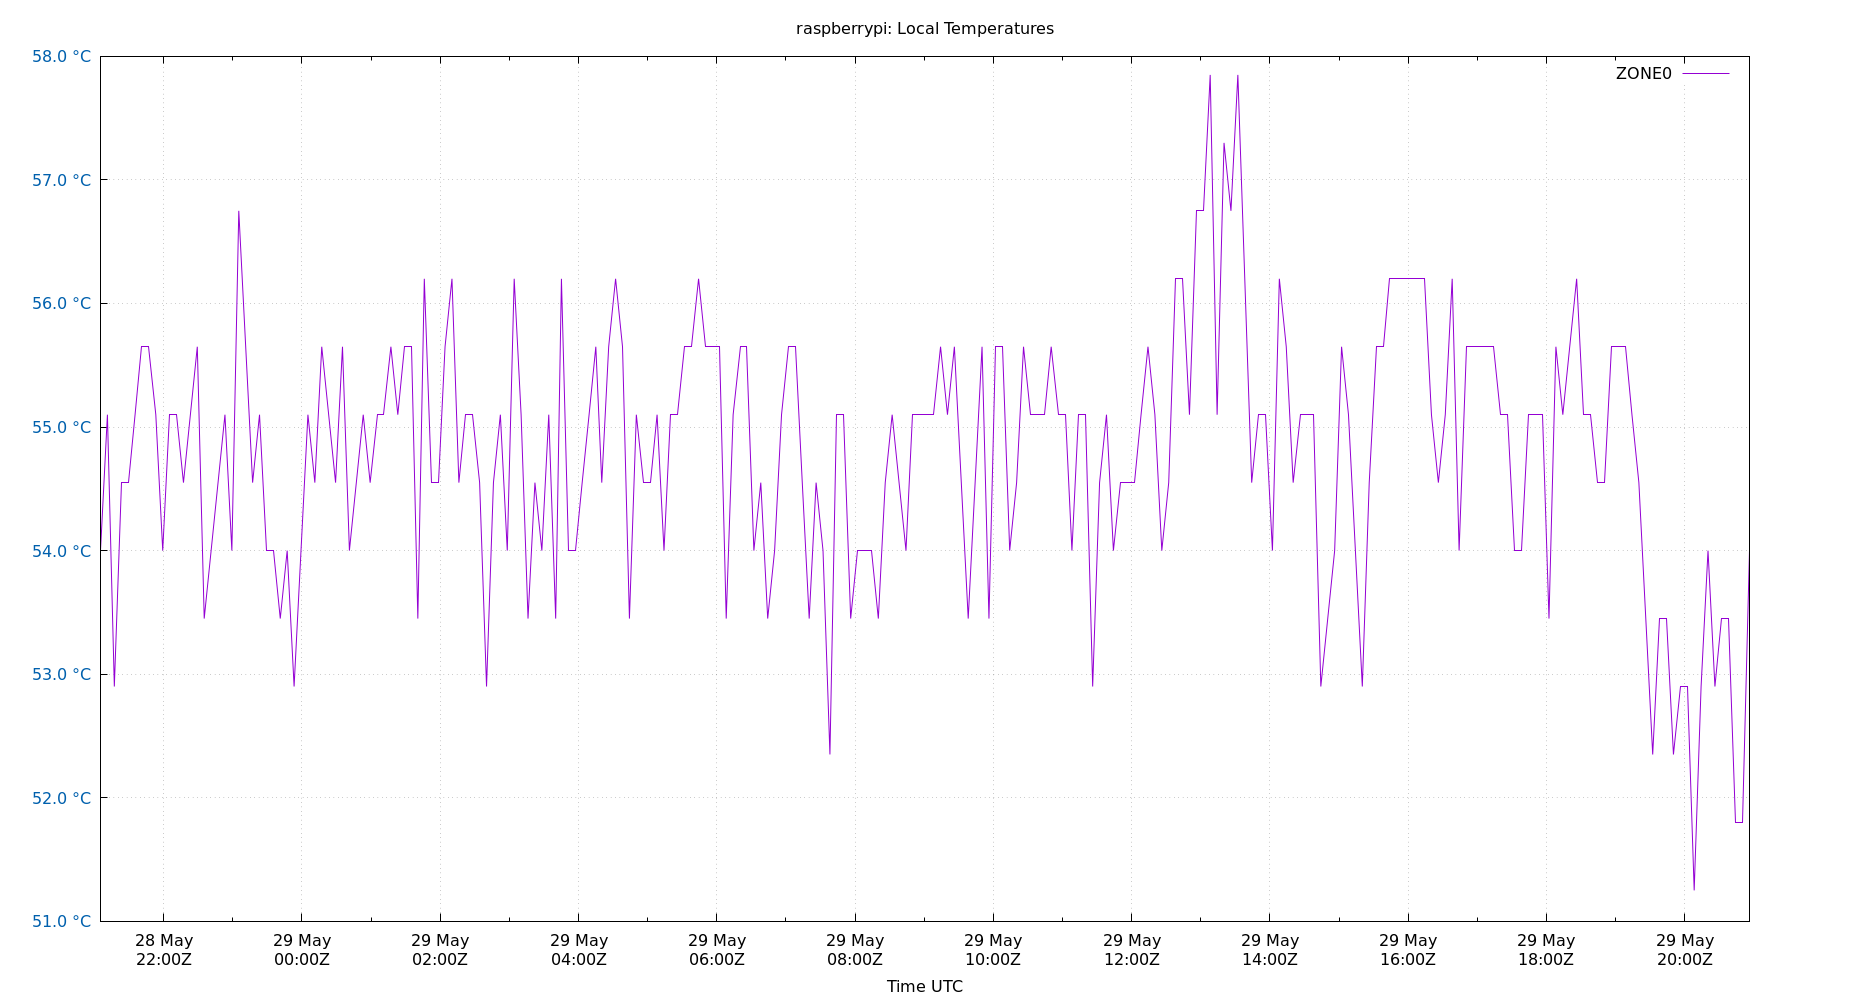 raspberrypi: Local Temperatures
58.0 °C
ZONE0
57.0 °C
56.0 °C
55.0 °C
54.0 °C
53.0 °C
52.0 °C
51.0 °C
28 May 29 May 29 May 29 May 29 May 29 May 29 May 29 May 29 May 29 May 29 May 29 May
22:00Z 00:00Z 02:00Z 04:00Z 06:00Z 08:00Z 10:00Z 12:00Z 14:00Z 16:00Z 18:00Z 20:00Z
Time UTC